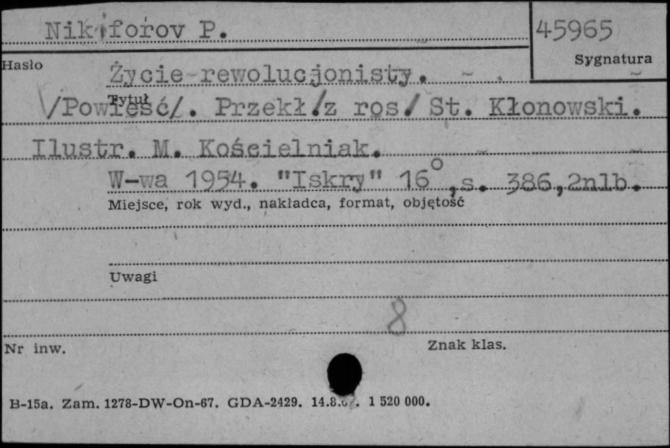 Nikiforov P.
45965
Hasło
Sygnatura
Życie rewolucjonisty.
Tytuł
/Powieść/. Przekł./z ros/ St. Kłonowski.
Ilustr. M. Kościelniak.
W-wa 1954. "Iskry" 16°, s. 386, 2nlb.
Miejsce, rok wyd., nakładca, format, objętość
Uwagi
8
Nr inw.
Znak klas.
B-15a. Zam. 1278-DW-On-67. GDA-2429. 1 520 000.